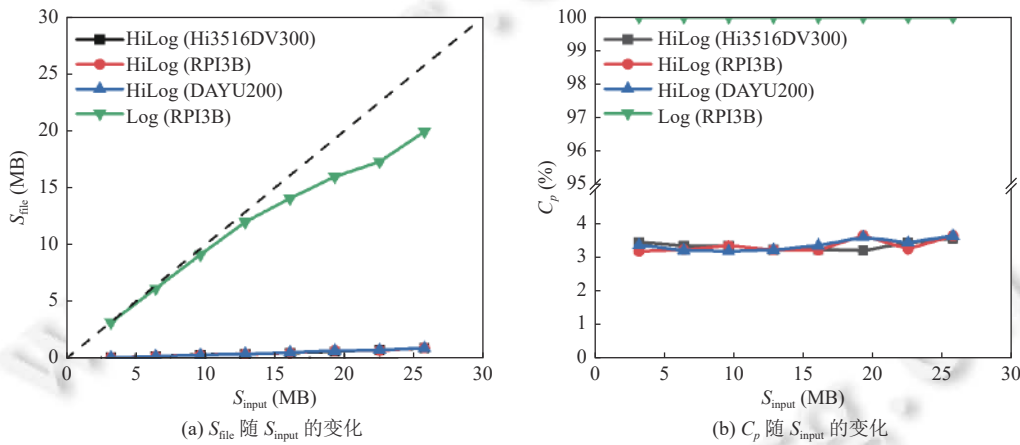 30
25
20
15
10
5
0
S_file (MB)
HiLog (Hi3516DV300)
HiLog (RPI3B)
HiLog (DAYU200)
Log (RPI3B)
0 5 10 15 20 25 30
S_input (MB)
(a) S_file 随 S_input 的变化
100
99
98
97
96
95
4
3
2
1
0
C_p (%)
HiLog (Hi3516DV300)
HiLog (RPI3B)
HiLog (DAYU200)
Log (RPI3B)
0 5 10 15 20 25 30
S_input (MB)
(b) C_p 随 S_input 的变化